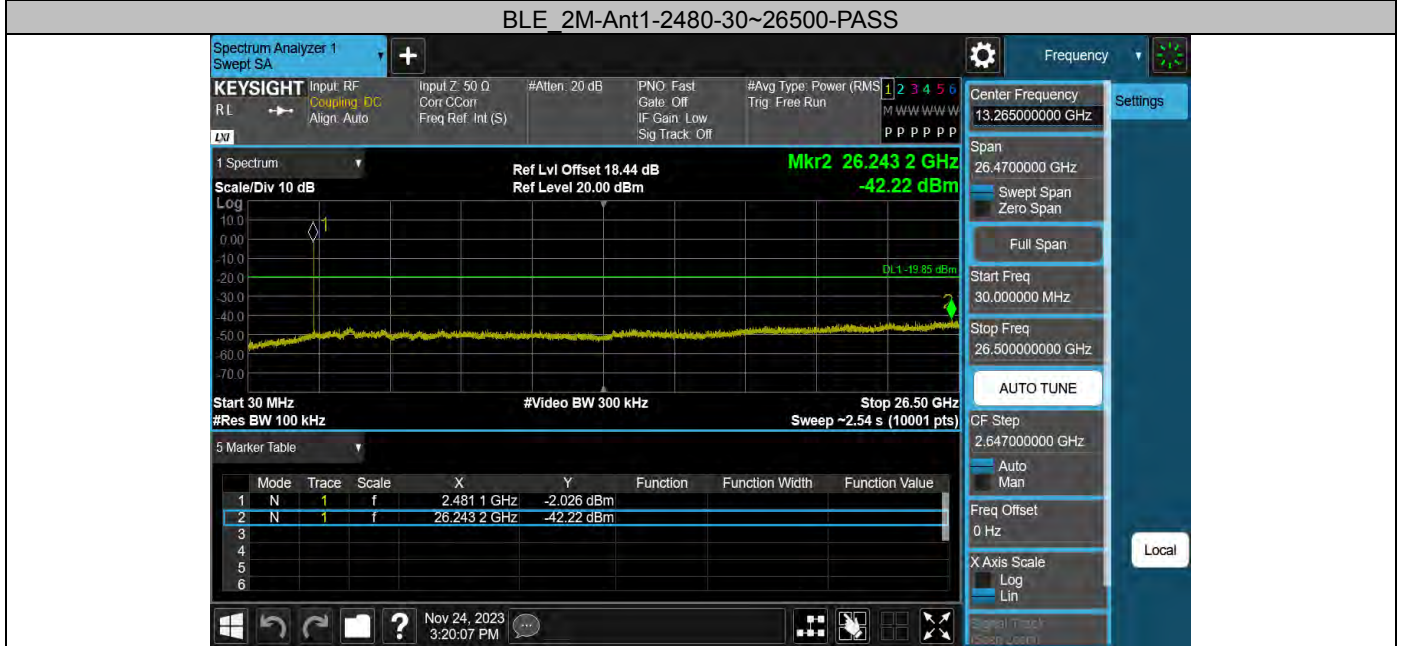 BLE_2M-Ant1-2480-30~26500-PASS
Spectrum Analyzer 1
Swept SA
+
Frequency
KEYSIGHT
RL
LXI
Input: RF
Coupling: DC
Align: Auto
Input Z: 50 Ω
Corr CCorr
Freq Ref: Int (S)
#Atten: 20 dB
PNO: Fast
Gate: Off
IF Gain: Low
Sig Track: Off
#Avg Type: Power (RMS
Trig: Free Run
1 2 3 4 5 6
M W W W W W
P P P P P P
1 Spectrum
Scale/Div 10 dB
Log
Ref Lvl Offset 18.44 dB
Ref Level 20.00 dBm
Mkr2 26.243 2 GHz
-42.22 dBm
10.0
0.00
-10.0
-20.0
-30.0
-40.0
-50.0
-60.0
-70.0
1
DL1 -19.85 dBm
2
Start 30 MHz
#Res BW 100 kHz
#Video BW 300 kHz
Stop 26.50 GHz
Sweep ~2.54 s (10001 pts)
5 Marker Table
Mode Trace Scale X Y Function Function Width Function Value
1 N 1 f 2.481 1 GHz -2.026 dBm
2 N 1 f 26.243 2 GHz -42.22 dBm
3
4
5
6
Nov 24, 2023
3:20:07 PM
?
Center Frequency
13.265000000 GHz
Settings
Span
26.4700000 GHz
Swept Span
Zero Span
Full Span
Start Freq
30.000000 MHz
Stop Freq
26.500000000 GHz
AUTO TUNE
CF Step
2.647000000 GHz
Auto
Man
Freq Offset
0 Hz
X Axis Scale
Log
Lin
Signal Track
(Span Zoom)
Local